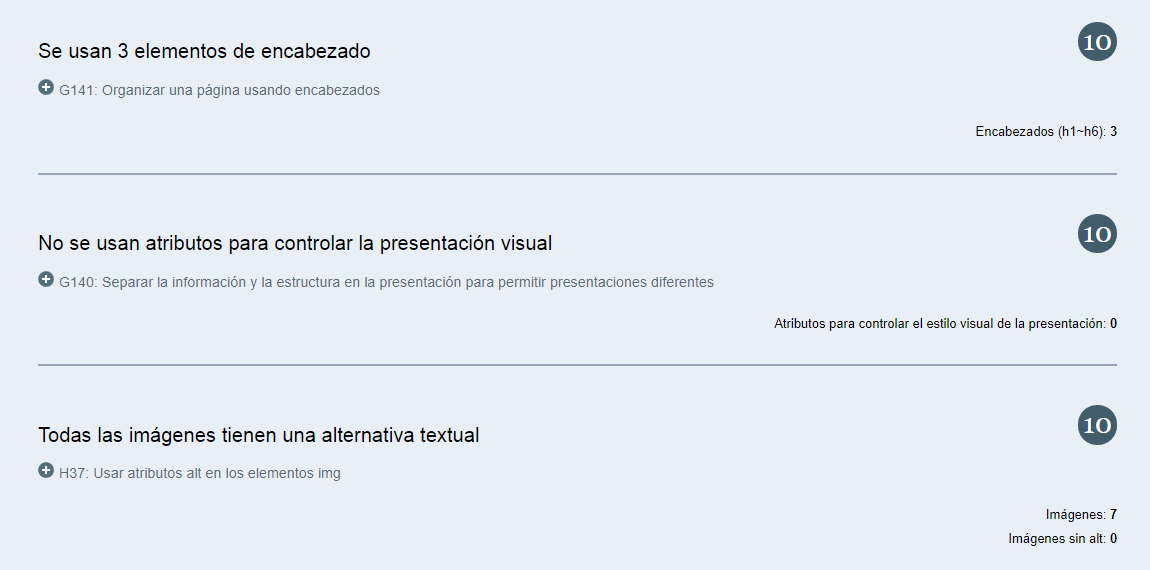 Se usan 3 elementos de encabezado
10
G141: Organizar una página usando encabezados
Encabezados (h1~h6): 3
No se usan atributos para controlar la presentación visual
10
G140: Separar la información y la estructura en la presentación para permitir presentaciones diferentes
Atributos para controlar el estilo visual de la presentación: 0
Todas las imágenes tienen una alternativa textual
10
H37: Usar atributos alt en los elementos img
Imágenes: 7
Imágenes sin alt: 0